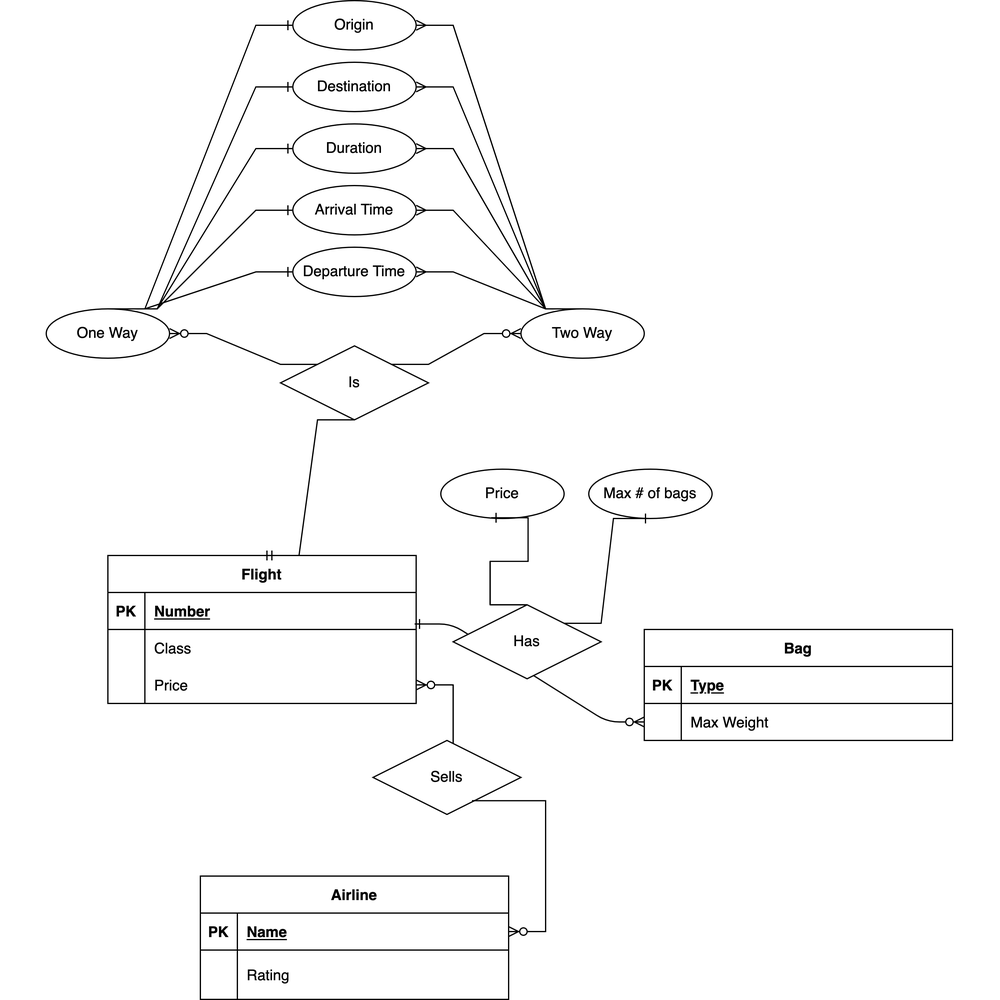 Origin
Destination
Duration
Arrival Time
Departure Time
One Way
Two Way
Is
Price
Max # of bags
Flight
PK Number
Class
Price
Has
Bag
PK Type
Max Weight
Sells
Airline
PK Name
Rating